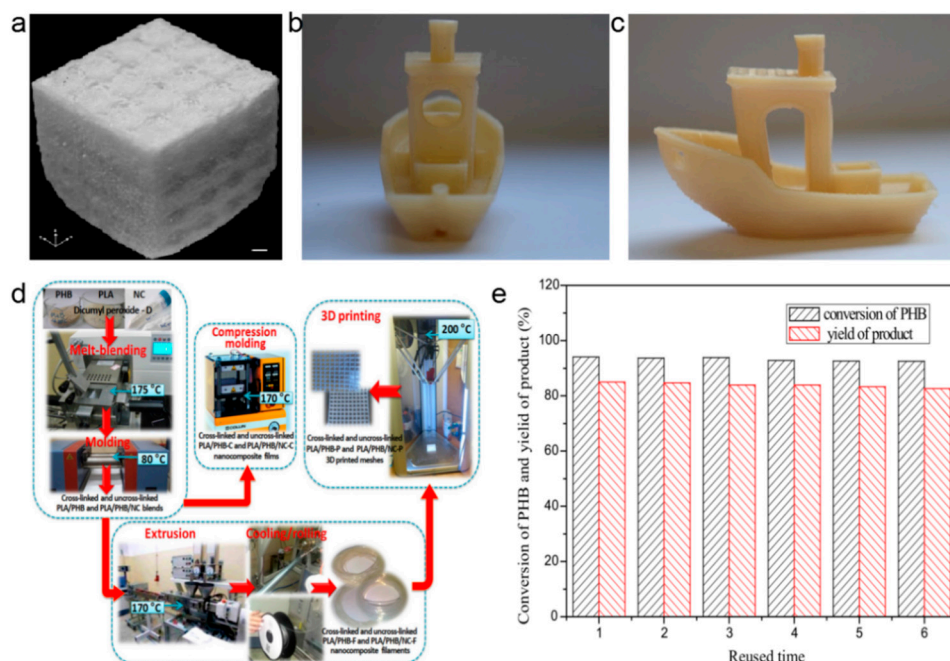 a
b
c
d
PHB PLA NC
Dicumyl peroxide - D
Melt-blending
175 °C
Molding
80 °C
Cross-linked and uncross-linked
PLA/PHB and PLA/PHB/NC blends
Compression
molding
170 °C
Cross-linked and uncross-linked
PLA/PHB-C and PLA/PHB/NC-C
nanocomposite films
3D printing
200 °C
Cross-linked and uncross-linked
PLA/PHB-P and PLA/PHB/NC-P
3D printed meshes
Extrusion
170 °C
Cooling/rolling
Cross-linked and uncross-linked
PLA/PHB-F and PLA/PHB/NC-F
nanocomposite filaments
e
Conversion of PHB and yielid of product (%)
120
100
80
60
40
20
0
conversion of PHB
yield of product
1 2 3 4 5 6
Reused time